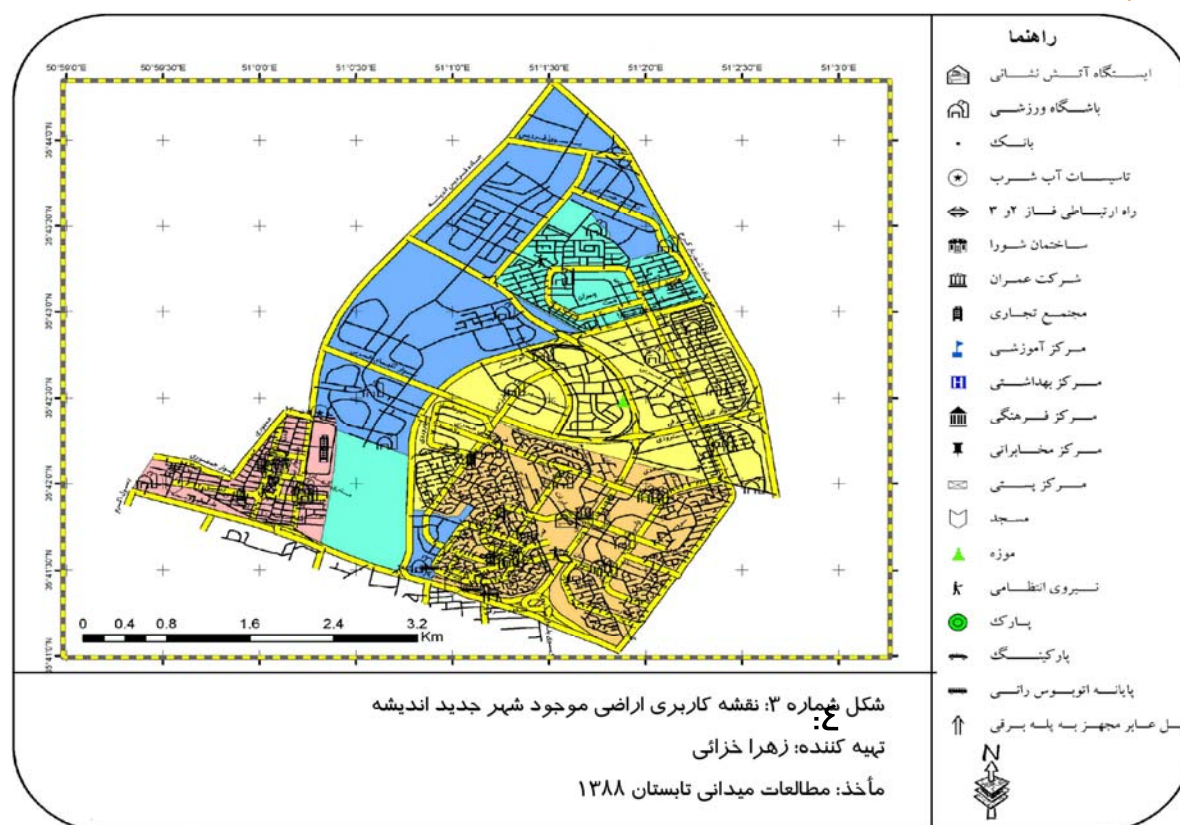 50°59'0"E
50°59'30"E
51°0'0"E
51°0'30"E
51°1'0"E
51°1'30"E
51°2'0"E
51°2'30"E
51°3'0"E
35°44'0"N
35°43'30"N
35°43'0"N
35°42'30"N
35°42'0"N
35°41'30"N
35°41'0"N
0 0.4 0.8 1.6 2.4 3.2
Km
راهنما
ایستگاه آتش نشانی
باشگاه ورزشی
بانک
تاسیسات آب شرب
راه ارتباطی فاز ۲و ۳
ساختمان شورا
شرکت عمران
مجتمع تجاری
مرکز آموزشی
مرکز بهداشتی
مرکز فرهنگی
مرکز مخابراتی
مرکز پستی
مسجد
موزه
نیروی انتظامی
پارک
پارکینگ
پایانه اتوبوس رانی
عابر مجهز به پله برقی
N
شکل شماره ۳: نقشه کاربری اراضی موجود شهر جدید اندیشه
٤:
تهیه کننده: زهرا خزائی
مأخذ: مطالعات میدانی تابستان ۱۳۸۸